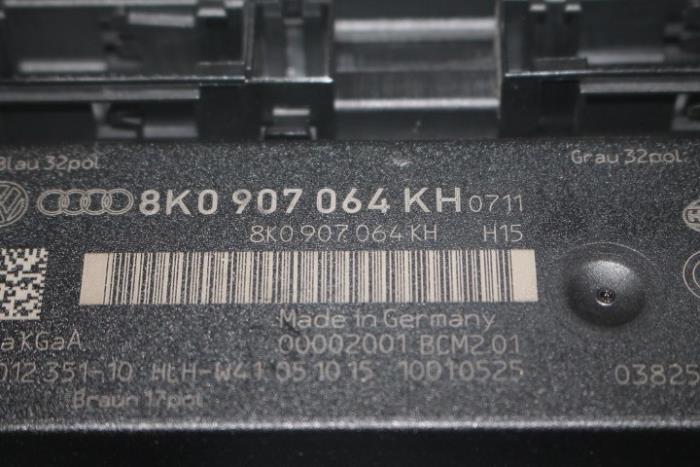 Blau 32pol. Grau 32pol.
8K0 907 064 KH 0711
8K0 907 064 KH H15
Made in Germany
aKGaA 00002001 BCM2.01
012 351-10 HLH-W41 05 10 15 10010525 03825
Braun 17pol